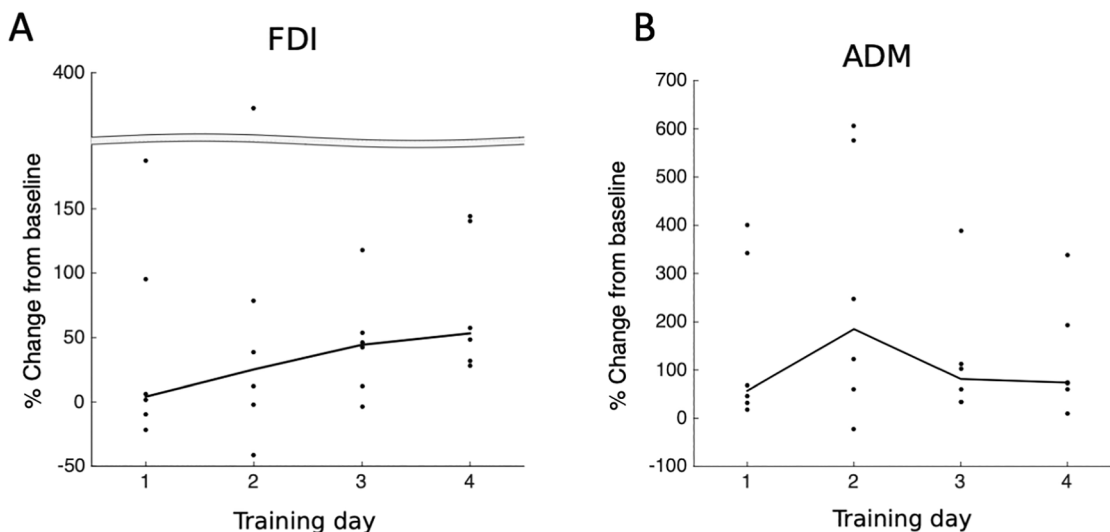 A
FDI
400
150
100
50
0
-50
% Change from baseline
1 2 3 4
Training day
B
ADM
700
600
500
400
300
200
100
0
-100
% Change from baseline
1 2 3 4
Training day